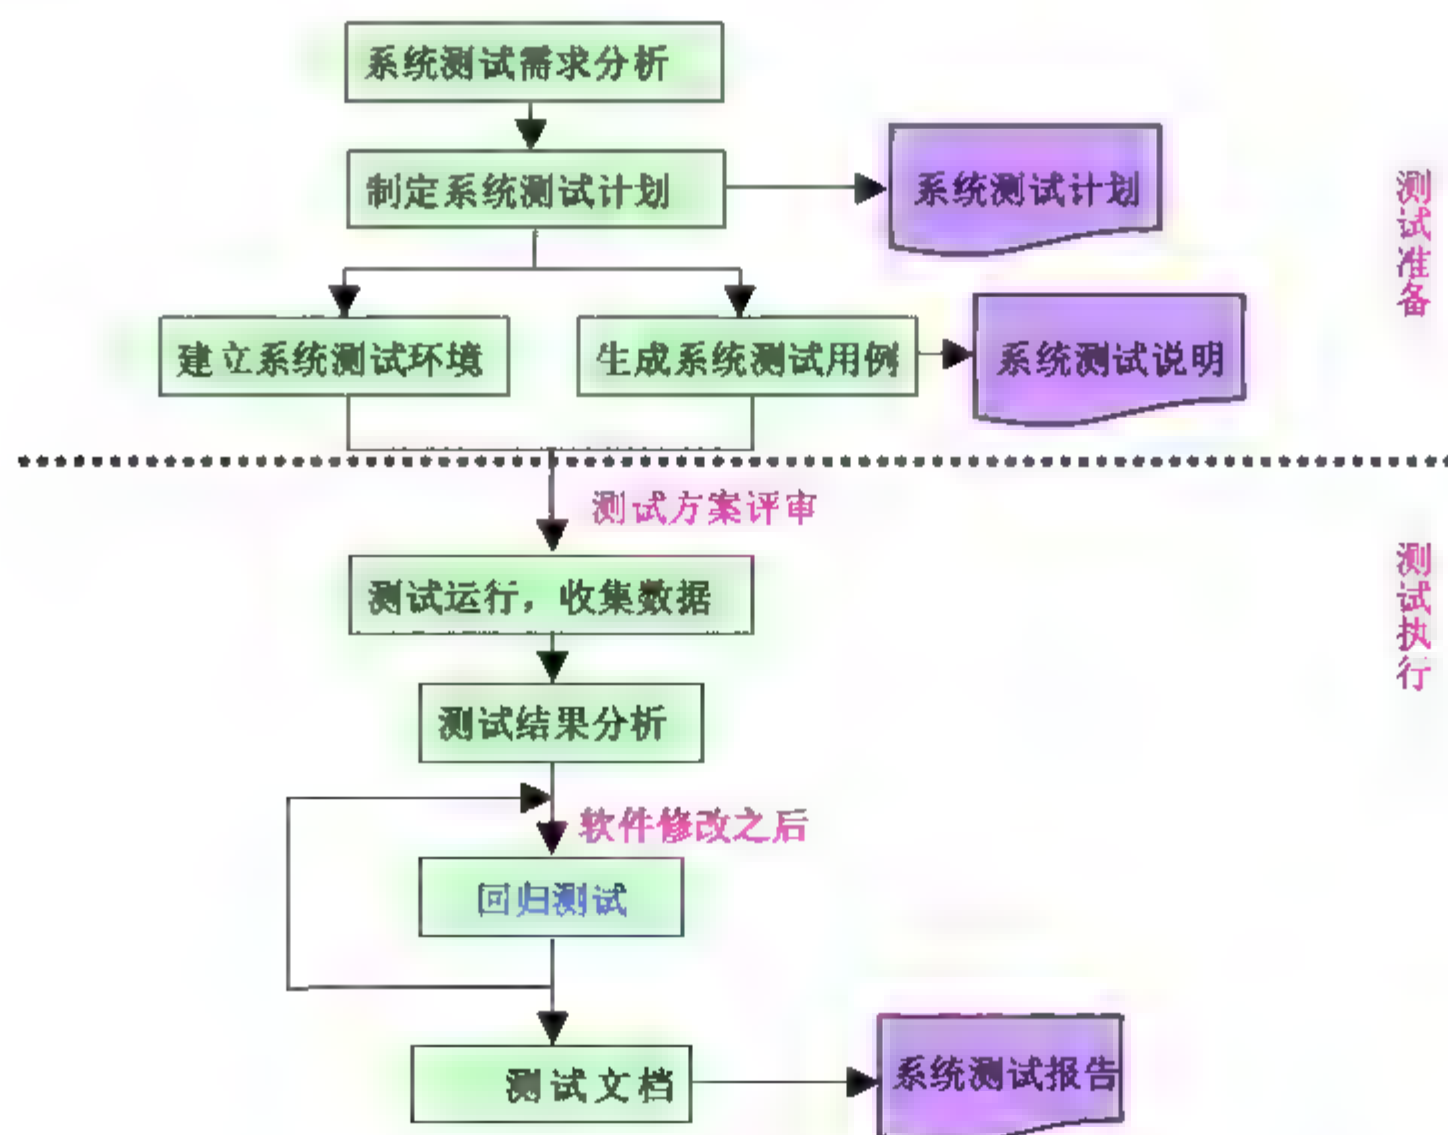 系统测试需求分析
制定系统测试计划
系统测试计划
测试准备
建立系统测试环境
生成系统测试用例
系统测试说明
测试方案评审
测试运行，收集数据
测试执行
测试结果分析
软件修改之后
回归测试
测试文档
系统测试报告